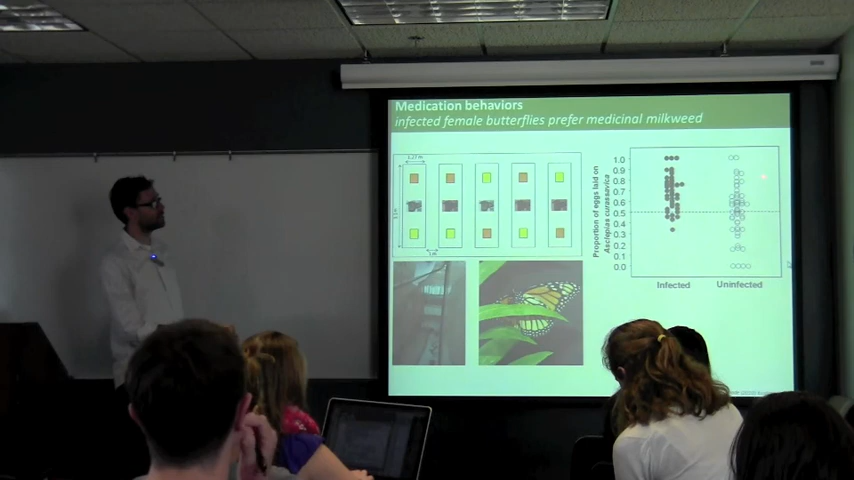 Medication behaviors
infected female butterflies prefer medicinal milkweed
1 m
Proportion of eggs laid on
Asclepias curassavica
1.0
0.9
0.8
0.7
0.6
0.5
0.4
0.3
0.2
0.1
0.0
Infected
Uninfected